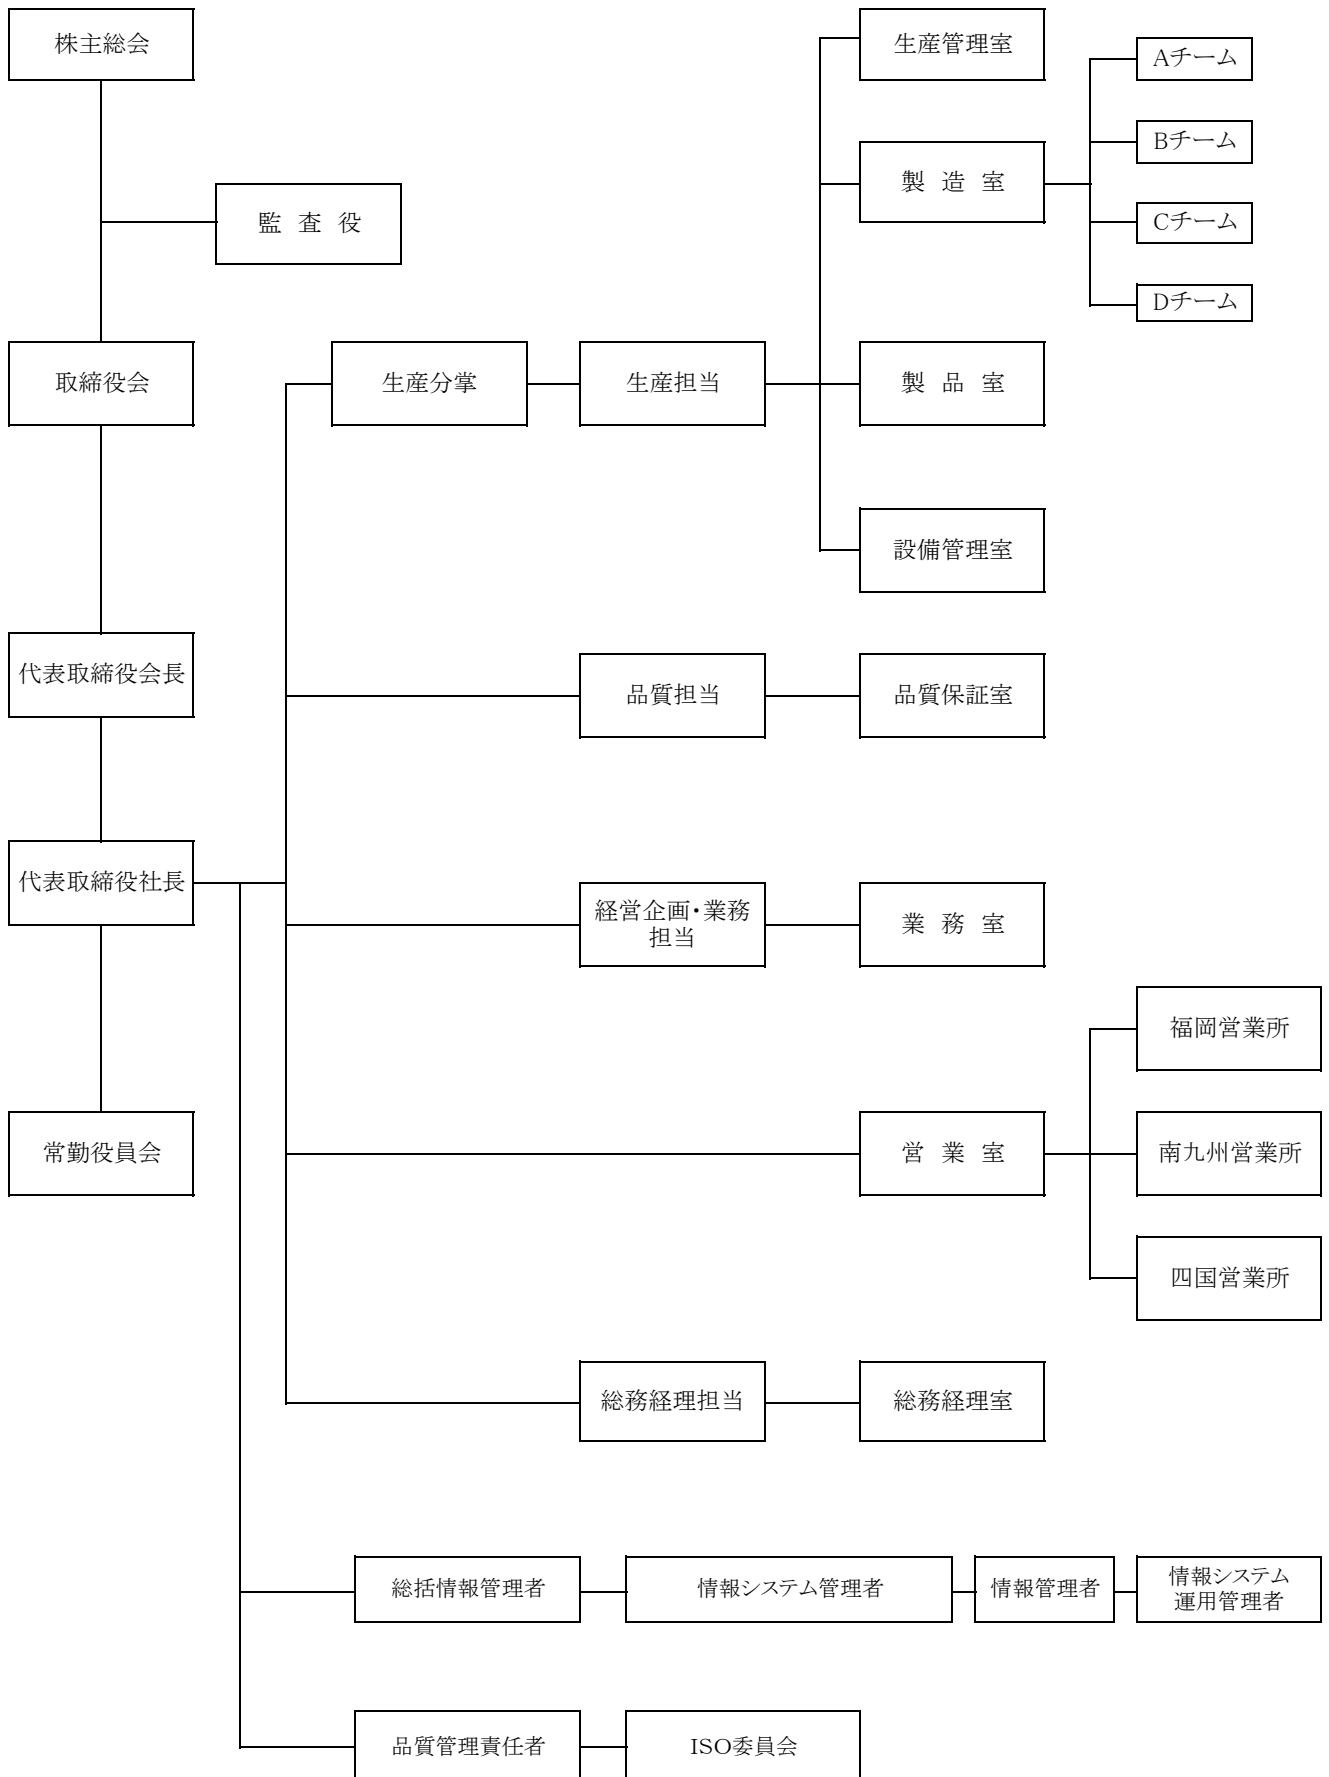 株主総会
生産管理室
Aチーム
Bチーム
製 造 室
監 査 役
Cチーム
Dチーム
取締役会
生産分掌
生産担当
製 品 室
設備管理室
代表取締役会長
品質担当
品質保証室
代表取締役社長
経営企画・業務
担当
業 務 室
福岡営業所
常勤役員会
営 業 室
南九州営業所
四国営業所
総務経理担当
総務経理室
総括情報管理者
情報システム管理者
情報管理者
情報システム
運用管理者
品質管理責任者
ISO委員会